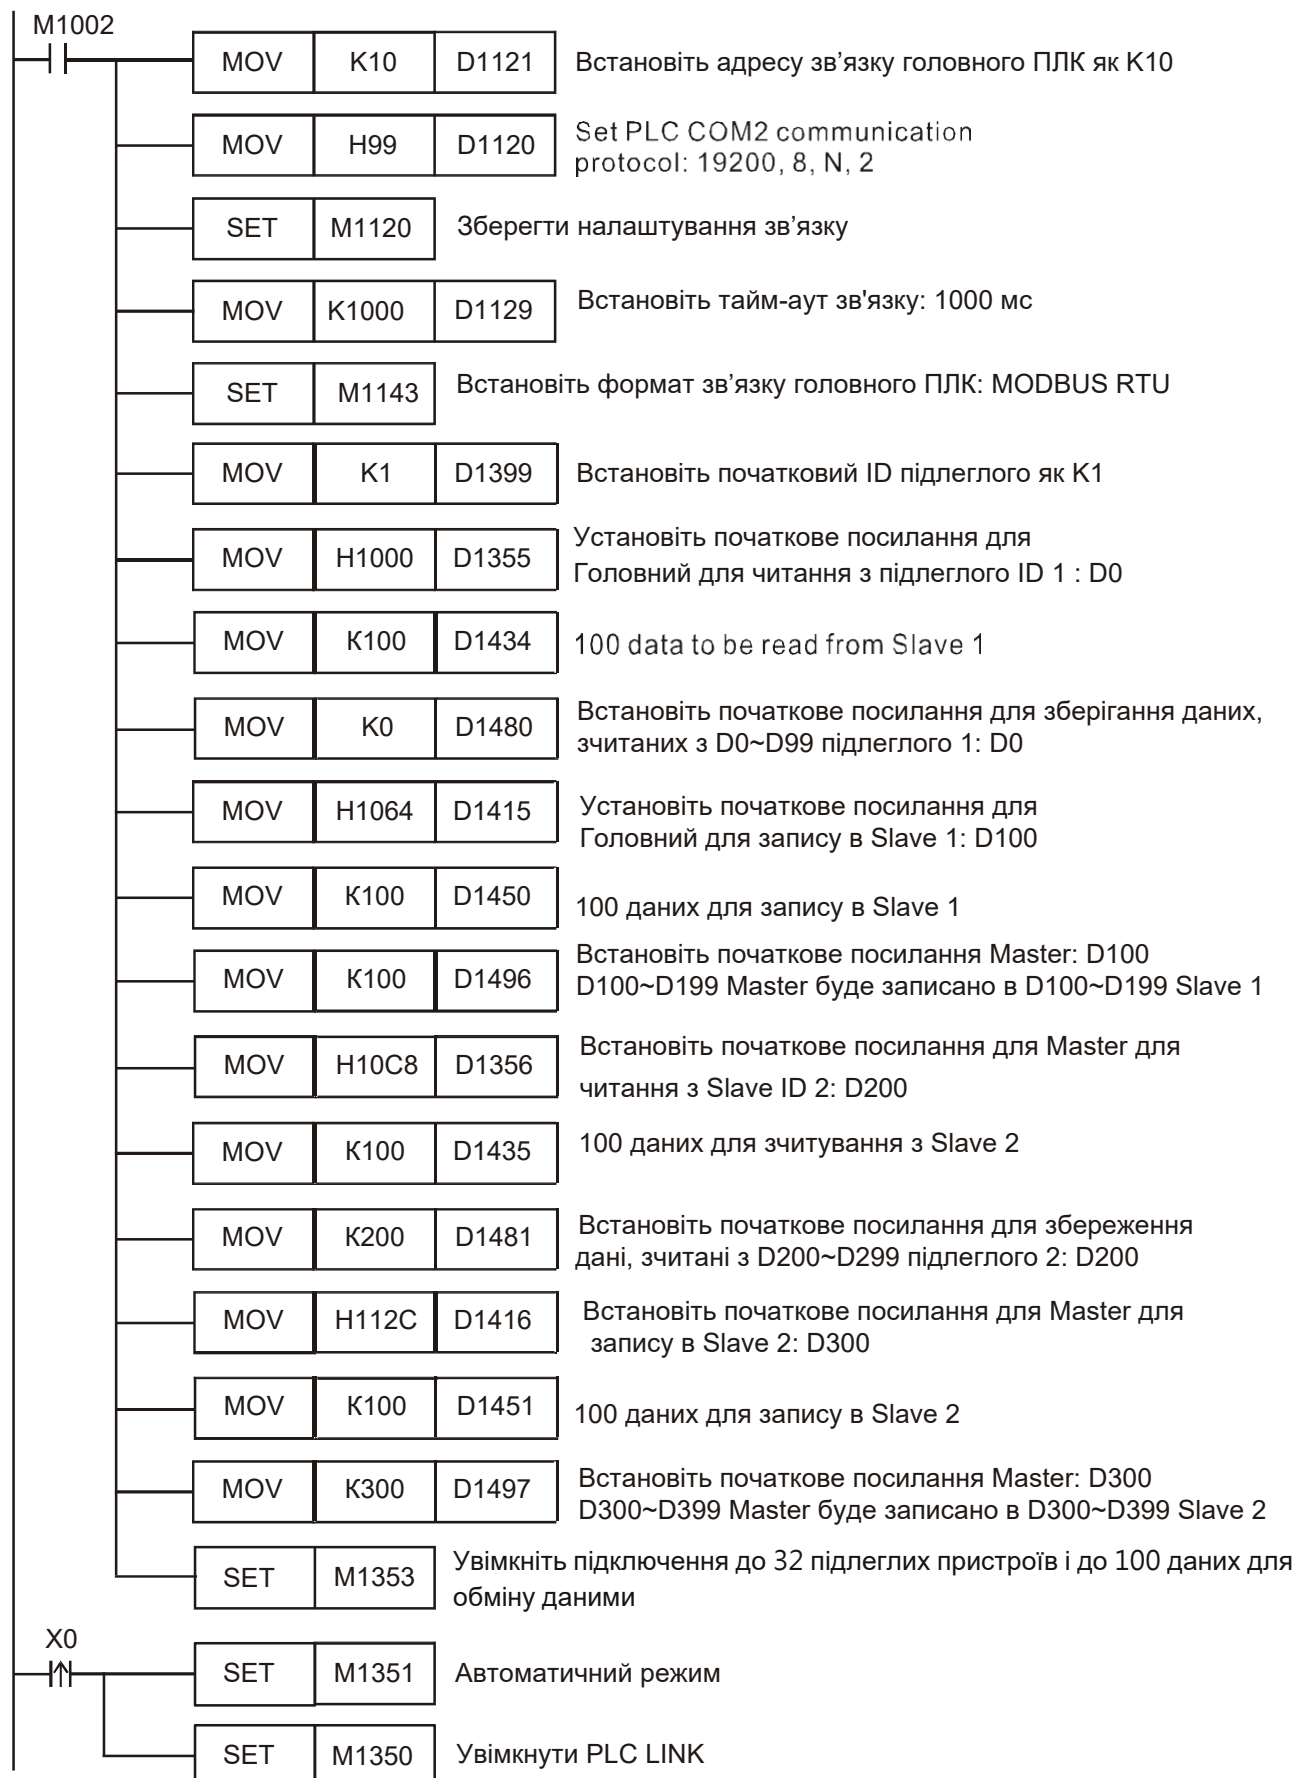 M1002
MOV K10 D1121 Встановіть адресу зв’язку головного ПЛК як K10
MOV H99 D1120 Set PLC COM2 communication
protocol: 19200, 8, N, 2
SET M1120 Зберегти налаштування зв’язку
MOV K1000 D1129 Встановіть тайм-аут зв'язку: 1000 мс
SET M1143 Встановіть формат зв’язку головного ПЛК: MODBUS RTU
MOV K1 D1399 Встановіть початковий ID підлеглого як K1
MOV H1000 D1355 Установіть початкове посилання для
Головний для читання з підлеглого ID 1 : D0
MOV K100 D1434 100 data to be read from Slave 1
MOV K0 D1480 Встановіть початкове посилання для зберігання даних,
зчитаних з D0~D99 підлеглого 1: D0
MOV H1064 D1415 Установіть початкове посилання для
Головний для запису в Slave 1: D100
MOV K100 D1450 100 даних для запису в Slave 1
MOV K100 D1496 Встановіть початкове посилання Master: D100
D100~D199 Master буде записано в D100~D199 Slave 1
MOV H10C8 D1356 Встановіть початкове посилання для Master для
читання з Slave ID 2: D200
MOV K100 D1435 100 даних для зчитування з Slave 2
MOV K200 D1481 Встановіть початкове посилання для збереження
дані, зчитані з D200~D299 підлеглого 2: D200
MOV H112C D1416 Встановіть початкове посилання для Master для
запису в Slave 2: D300
MOV K100 D1451 100 даних для запису в Slave 2
MOV K300 D1497 Встановіть початкове посилання Master: D300
D300~D399 Master буде записано в D300~D399 Slave 2
SET M1353 Увімкніть підключення до 32 підлеглих пристроїв і до 100 даних для
обміну даними
X0
SET M1351 Автоматичний режим
SET M1350 Увімкнути PLC LINK